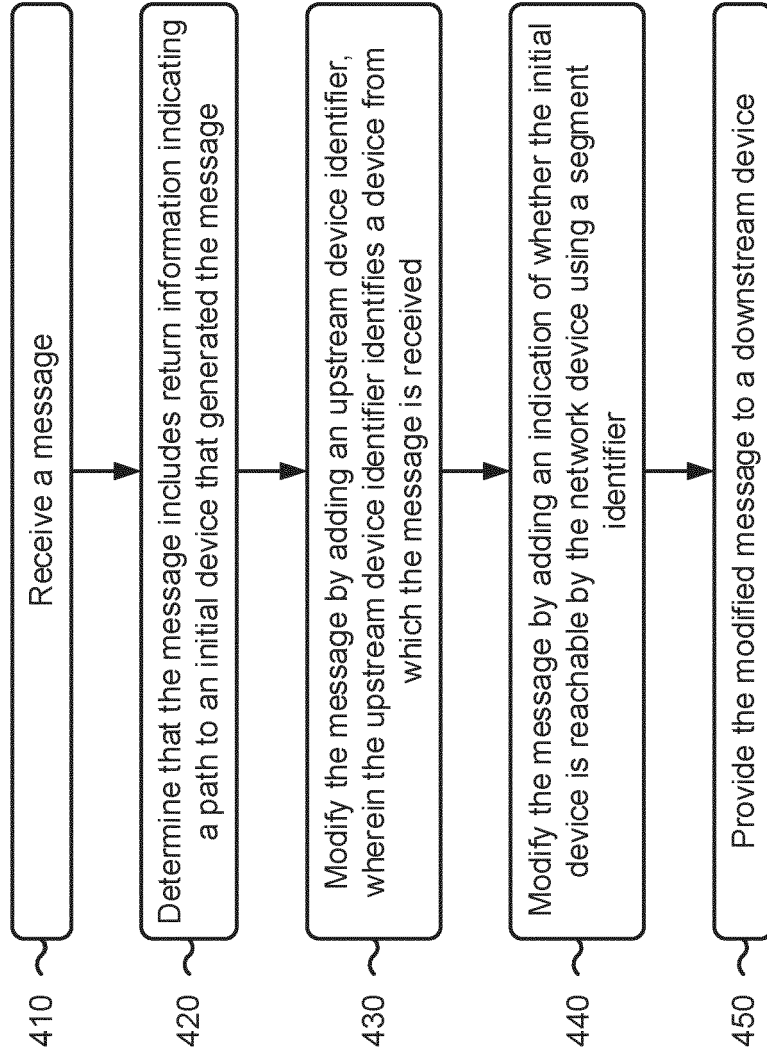 410
Receive a message
420
Determine that the message includes return information indicating
a path to an initial device that generated the message
430
Modify the message by adding an upstream device identifier,
wherein the upstream device identifier identifies a device from
which the message is received
440
Modify the message by adding an indication of whether the initial
device is reachable by the network device using a segment
identifier
450
Provide the modified message to a downstream device